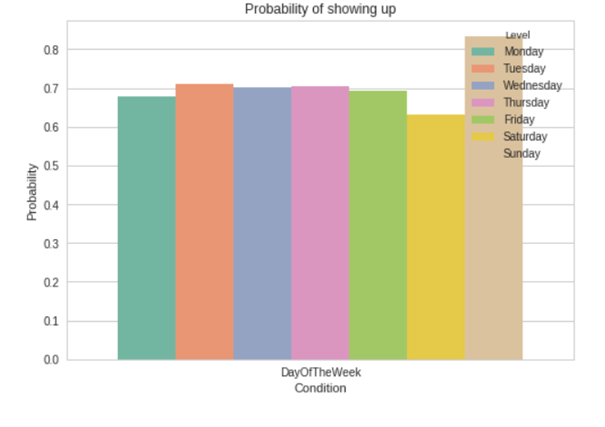 Probability of showing up
Level
Monday
Tuesday
Wednesday
Thursday
Friday
Saturday
Sunday
0.8
0.7
0.6
0.5
0.4
0.3
0.2
0.1
0.0
Probability
DayOfTheWeek
Condition